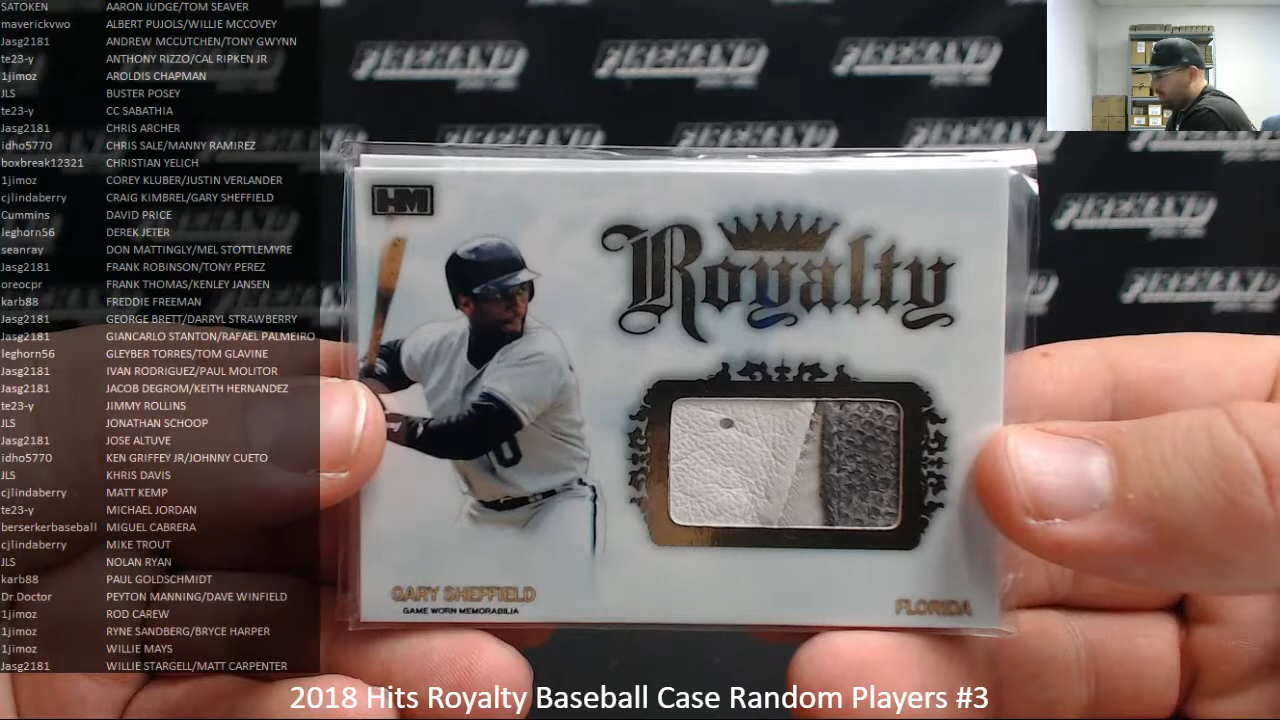 SATOKEN AARON JUDGE/TOM SEAVER
maverickvwo ALBERT PUJOLS/WILLIE MCCOVEY
Jasg2181 ANDREW MCCUTCHEN/TONY GWYNN
te23-y ANTHONY RIZZO/CAL RIPKEN JR
1jimoz AROLDIS CHAPMAN
JLS BUSTER POSEY
te23-y CC SABATHIA
Jasg2181 CHRIS ARCHER
idho5770 CHRIS SALE/MANNY RAMIREZ
boxbreak12321 CHRISTIAN YELICH
1jimoz COREY KLUBER/JUSTIN VERLANDER
cjlindaberry CRAIG KIMBREL/GARY SHEFFIELD
Cummins DAVID PRICE
leghorn56 DEREK JETER
seanray DON MATTINGLY/MEL STOTTLEMYRE
Jasg2181 FRANK ROBINSON/TONY PEREZ
oreocpr FRANK THOMAS/KENLEY JANSEN
karb88 FREDDIE FREEMAN
Jasg2181 GEORGE BRETT/DARRYL STRAWBERRY
Jasg2181 GIANCARLO STANTON/RAFAEL PALMEIRO
leghorn56 GLEYBER TORRES/TOM GLAVINE
Jasg2181 IVAN RODRIGUEZ/PAUL MOLITOR
Jasg2181 JACOB DEGROM/KEITH HERNANDEZ
te23-y JIMMY ROLLINS
JLS JONATHAN SCHOOP
Jasg2181 JOSE ALTUVE
idho5770 KEN GRIFFEY JR/JOHNNY CUETO
JLS KHRIS DAVIS
cjlindaberry MATT KEMP
te23-y MICHAEL JORDAN
berserkerbaseball MIGUEL CABRERA
cjlindaberry MIKE TROUT
JLS NOLAN RYAN
karb88 PAUL GOLDSCHMIDT
Dr.Doctor PEYTON MANNING/DAVE WINFIELD
1jimoz ROD CAREW
1jimoz RYNE SANDBERG/BRYCE HARPER
1jimoz WILLIE MAYS
Jasg2181 WILLIE STARGELL/MATT CARPENTER
FIREHAND FIREHAND FIREHAND
FIREHAND
FIREHAND
HM
Royalty
GARY SHEFFIELD
GAME WORN MEMORABILIA
FLORIDA
2018 Hits Royalty Baseball Case Random Players #3